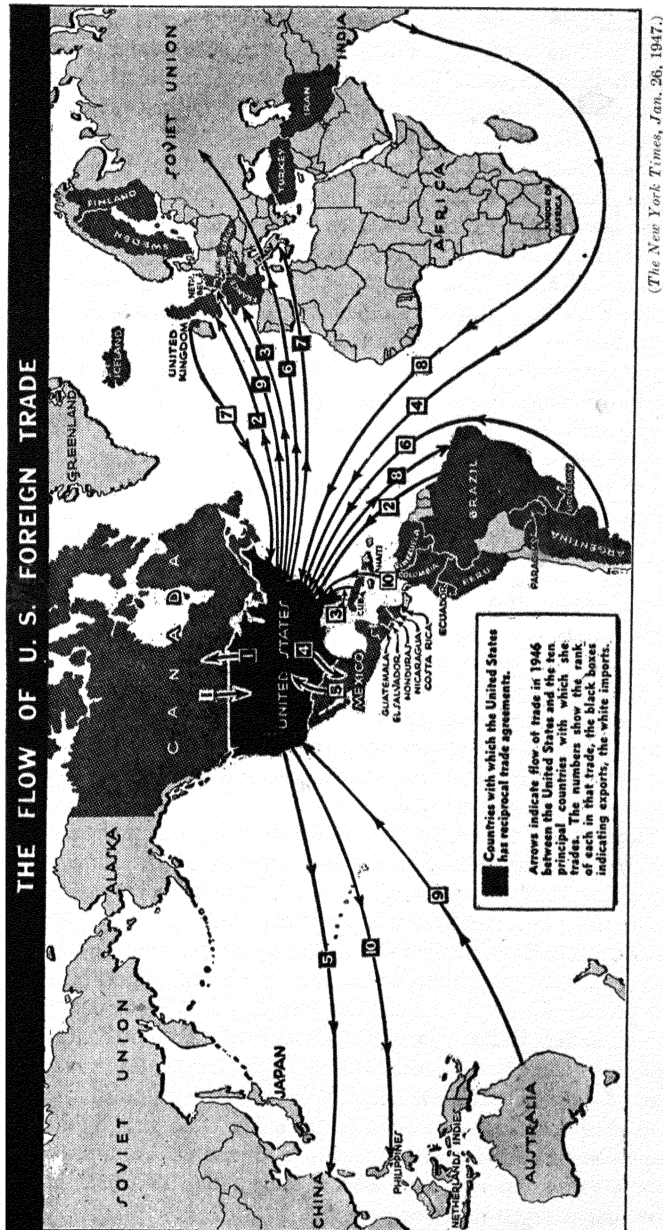 THE FLOW OF U. S. FOREIGN TRADE
SOVIET UNION
ALASKA
CANADA
GREENLAND
ICELAND
SWEDEN
FINLAND
SOVIET UNION
UNITED
KINGDOM
NETH.
TURKEY
IRAN
INDIA
JAPAN
CHINA
PHILIPPINES
NETHERLANDS INDIES
AUSTRALIA
UNITED STATES
MEXICO
CUBA
HAITI
GUATEMALA
EL SALVADOR
HONDURAS
NICARAGUA
COSTA RICA
COLOMBIA
ECUADOR
PERU
BRAZIL
PARAGUAY
URUGUAY
ARGENTINA
AFRICA
1
1
4
5
3
10
5
10
9
7
2
9
3
6
7
8
4
6
8
2
Countries with which the United States
has reciprocal trade agreements.
Arrows indicate flow of trade in 1946
between the United States and the ten
principal countries with which she
trades. The numbers show the rank
of each in that trade, the black boxes
indicating exports, the white imports.
(The New York Times, Jan. 26, 1947.)